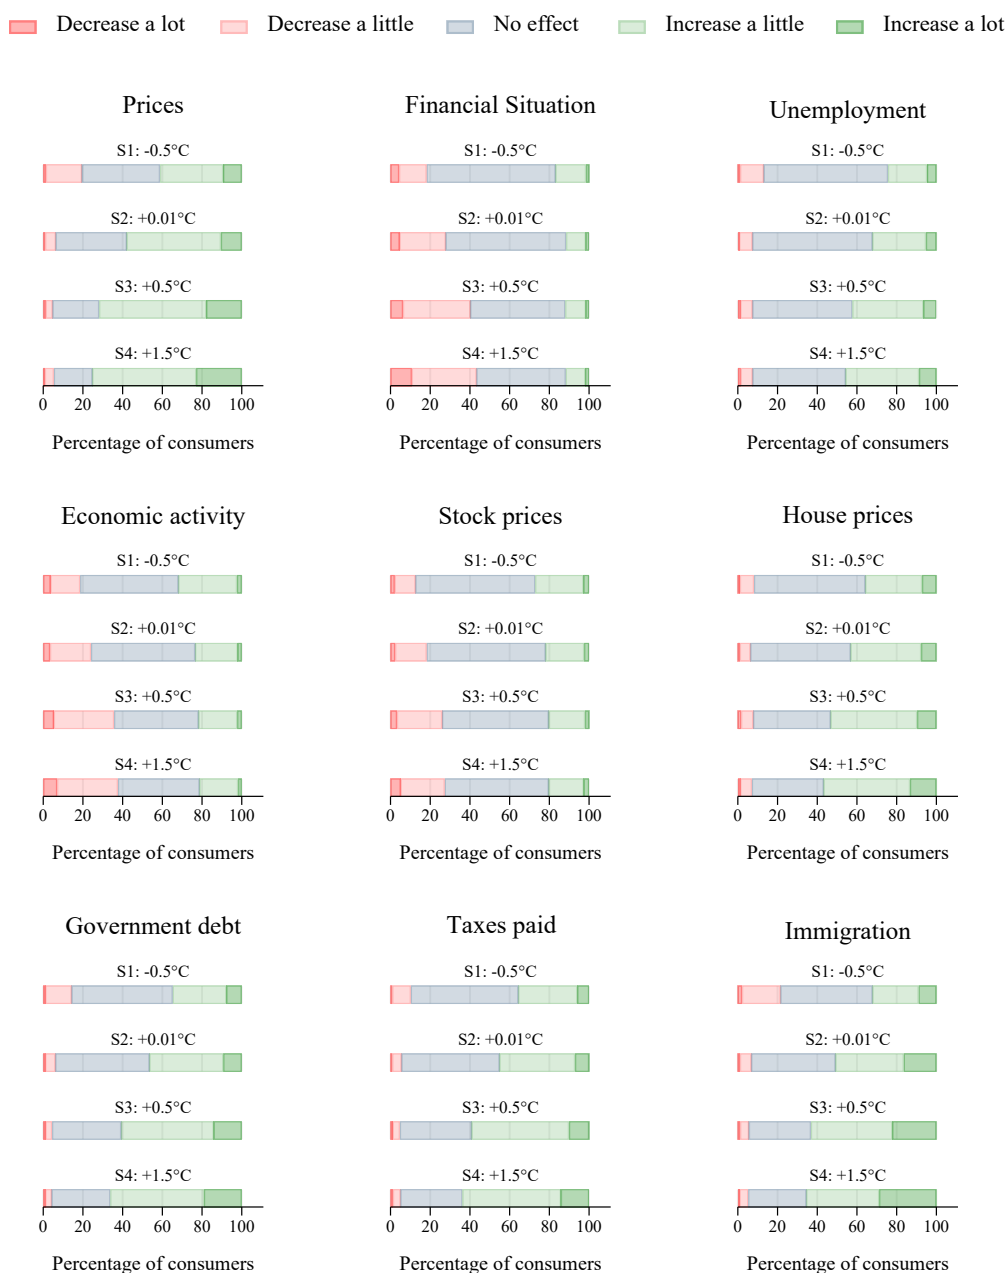 Decrease a lot Decrease a little No effect Increase a little Increase a lot
Prices
S1: -0.5°C
S2: +0.01°C
S3: +0.5°C
S4: +1.5°C
0 20 40 60 80 100
Percentage of consumers
Financial Situation
S1: -0.5°C
S2: +0.01°C
S3: +0.5°C
S4: +1.5°C
0 20 40 60 80 100
Percentage of consumers
Unemployment
S1: -0.5°C
S2: +0.01°C
S3: +0.5°C
S4: +1.5°C
0 20 40 60 80 100
Percentage of consumers
Economic activity
S1: -0.5°C
S2: +0.01°C
S3: +0.5°C
S4: +1.5°C
0 20 40 60 80 100
Percentage of consumers
Stock prices
S1: -0.5°C
S2: +0.01°C
S3: +0.5°C
S4: +1.5°C
0 20 40 60 80 100
Percentage of consumers
House prices
S1: -0.5°C
S2: +0.01°C
S3: +0.5°C
S4: +1.5°C
0 20 40 60 80 100
Percentage of consumers
Government debt
S1: -0.5°C
S2: +0.01°C
S3: +0.5°C
S4: +1.5°C
0 20 40 60 80 100
Percentage of consumers
Taxes paid
S1: -0.5°C
S2: +0.01°C
S3: +0.5°C
S4: +1.5°C
0 20 40 60 80 100
Percentage of consumers
Immigration
S1: -0.5°C
S2: +0.01°C
S3: +0.5°C
S4: +1.5°C
0 20 40 60 80 100
Percentage of consumers